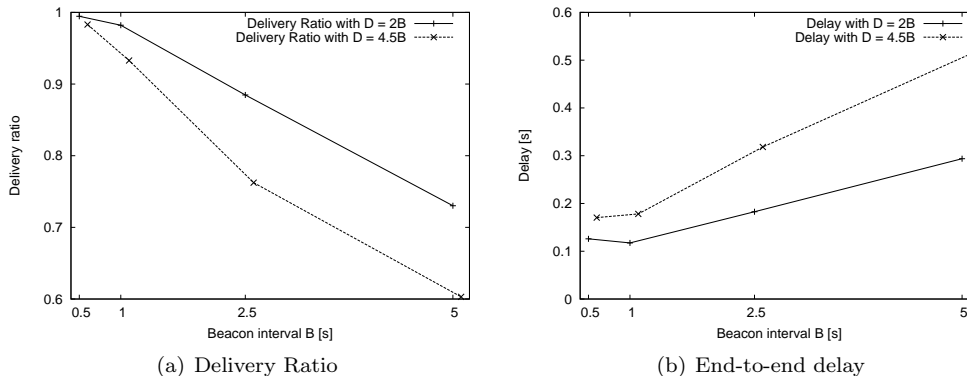 1
0.9
0.8
0.7
0.6
Delivery ratio
0.5
1
2.5
5
Beacon interval B [s]
Delivery Ratio with D = 2B
Delivery Ratio with D = 4.5B
(a) Delivery Ratio
0.6
0.5
0.4
0.3
0.2
0.1
0
Delay [s]
0.5
1
2.5
5
Beacon interval B [s]
Delay with D = 2B
Delay with D = 4.5B
(b) End-to-end delay